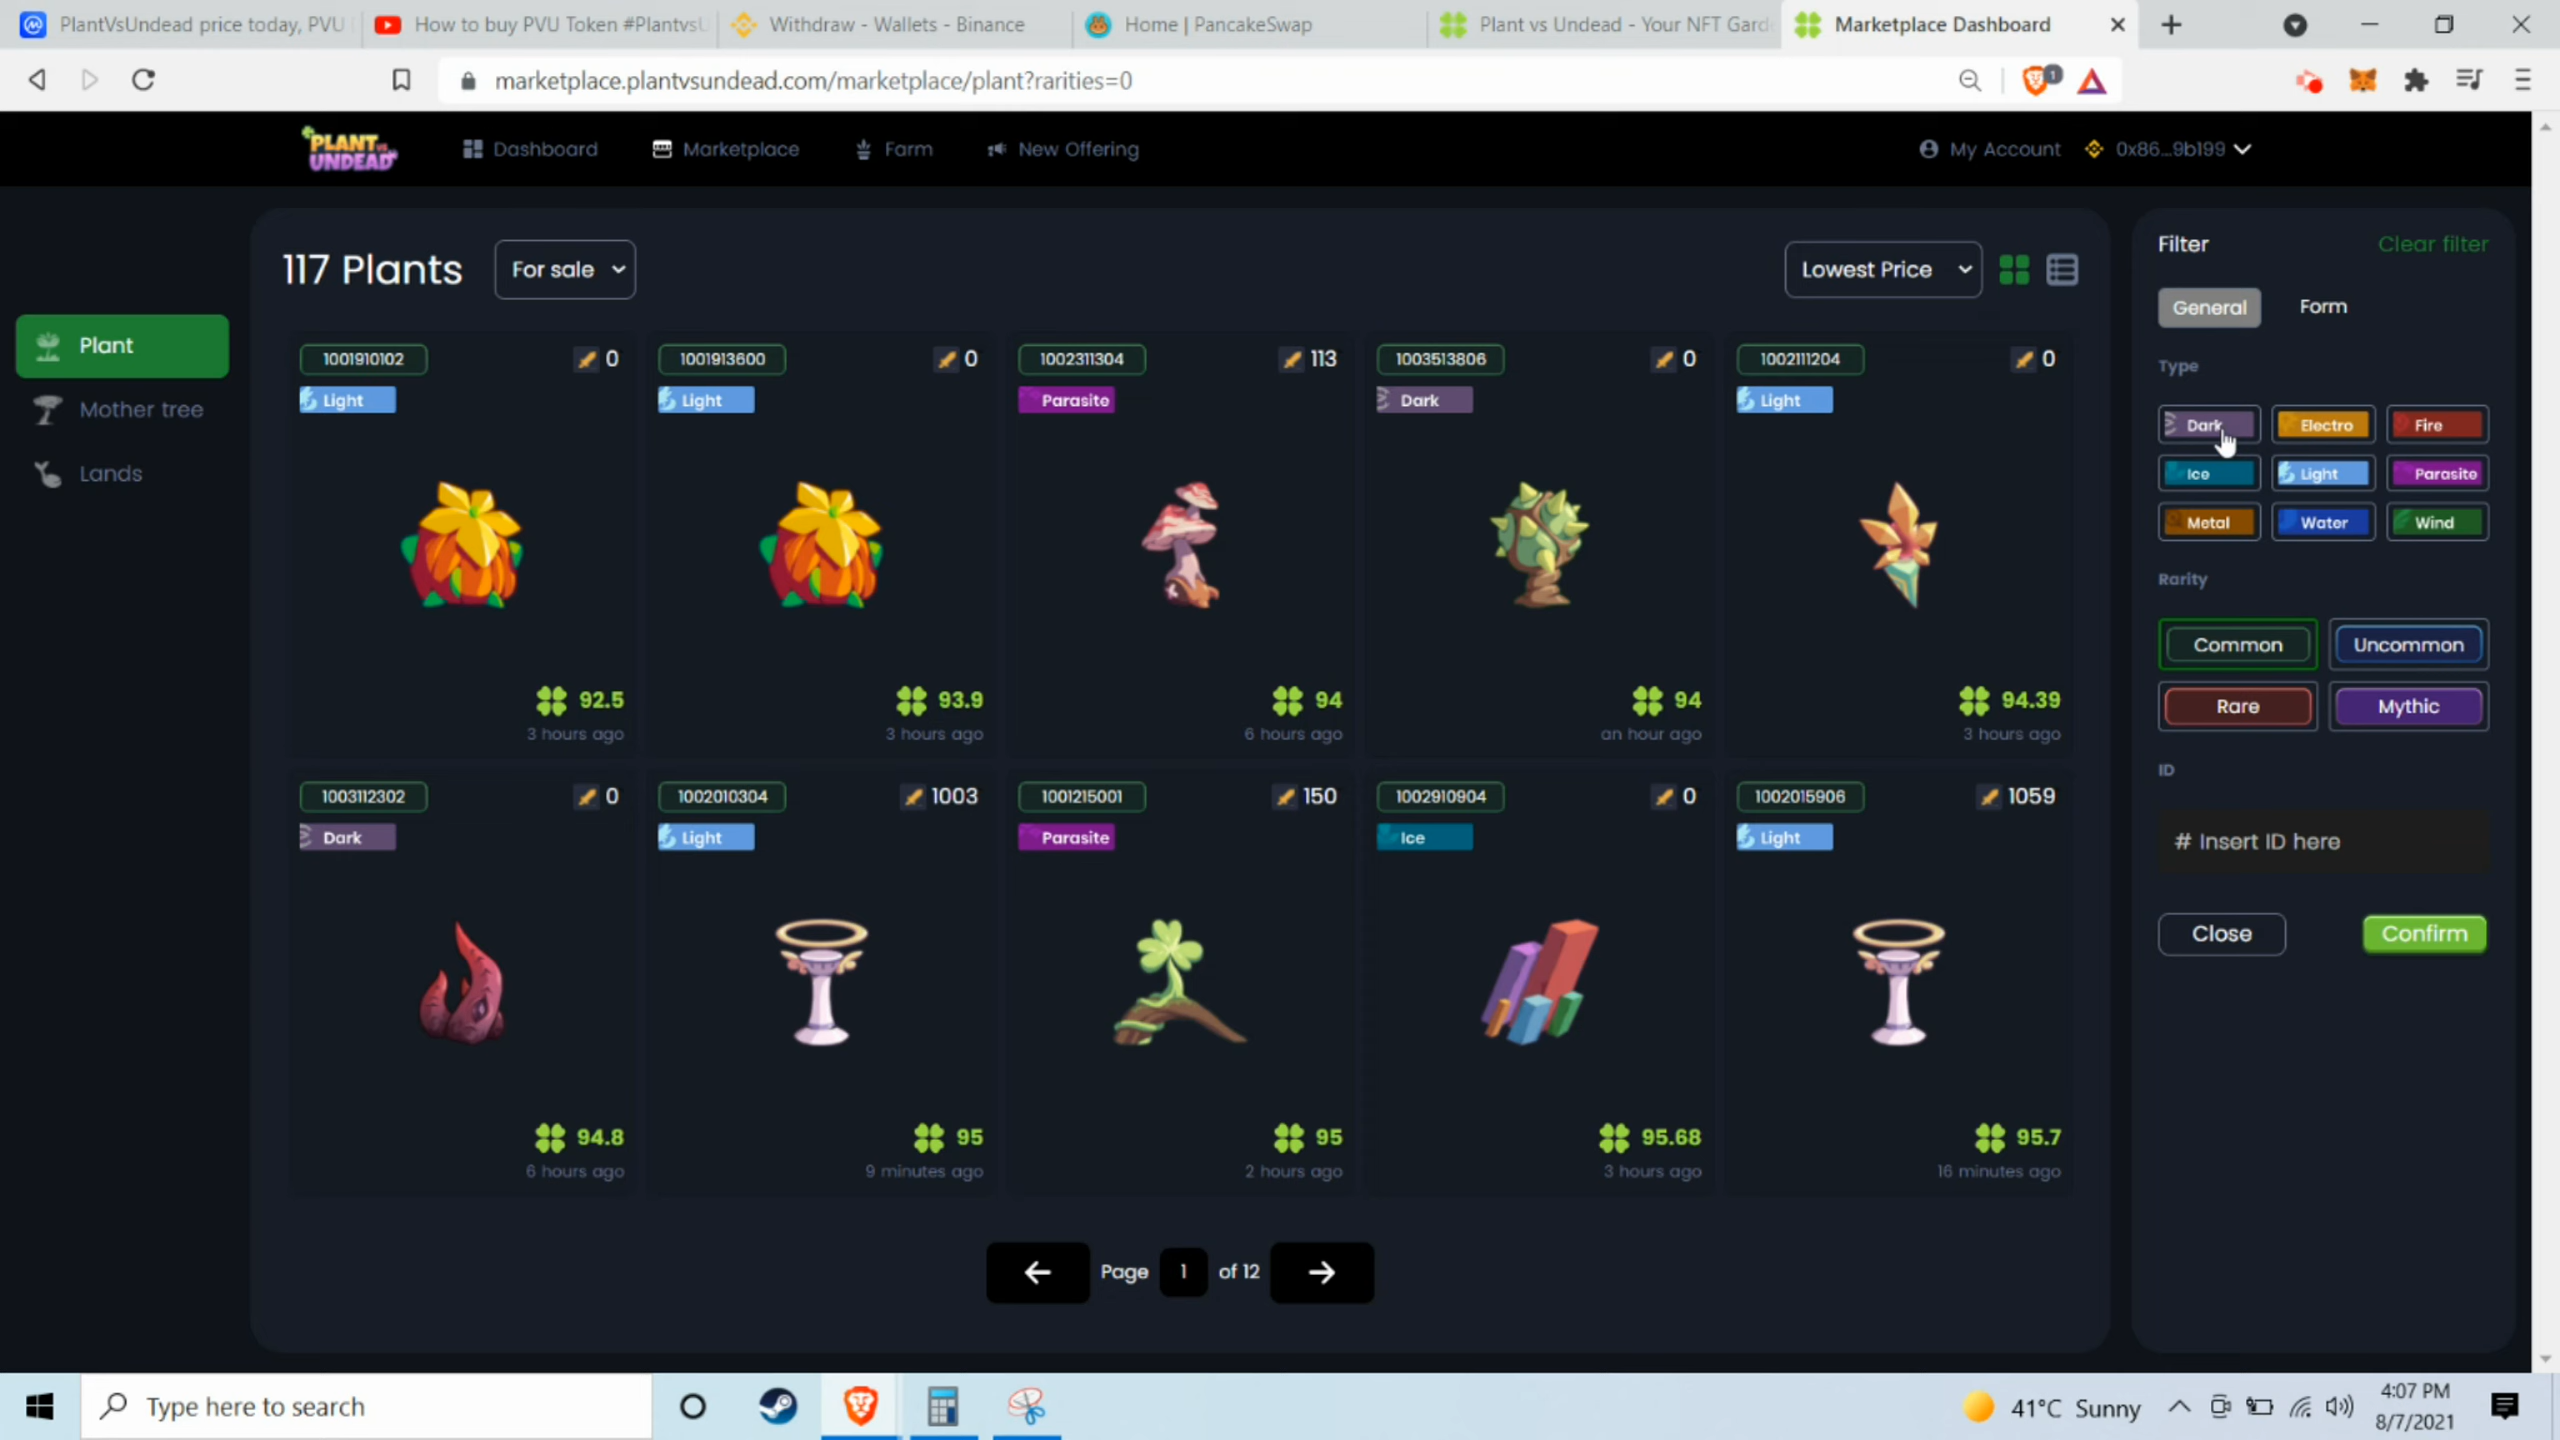 PlantVsUndead price today, PVU
How to buy PVU Token #PlantvsU
Withdraw - Wallets - Binance
Home | PancakeSwap
Plant vs Undead - Your NFT Gard
Marketplace Dashboard
marketplace.plantvsundead.com/marketplace/plant?rarities=0
1
PLANT VS UNDEAD
Dashboard
Marketplace
Farm
New Offering
My Account
0x86...9b199
117 Plants
For sale
Lowest Price
Plant
Mother tree
Lands
1001910102
0
Light
92.5
3 hours ago
1001913600
0
Light
93.9
3 hours ago
1002311304
113
Parasite
94
6 hours ago
1003513806
0
Dark
94
an hour ago
1002111204
0
Light
94.39
3 hours ago
1003112302
0
Dark
94.8
6 hours ago
1002010304
1003
Light
95
9 minutes ago
1001215001
150
Parasite
95
2 hours ago
1002910904
0
Ice
95.68
3 hours ago
1002015906
1059
Light
95.7
16 minutes ago
Page 1 of 12
Filter
Clear filter
General
Form
Type
Dark
Electro
Fire
Ice
Light
Parasite
Metal
Water
Wind
Rarity
Common
Uncommon
Rare
Mythic
ID
# Insert ID here
Close
Confirm
Type here to search
41°C Sunny
4:07 PM
8/7/2021